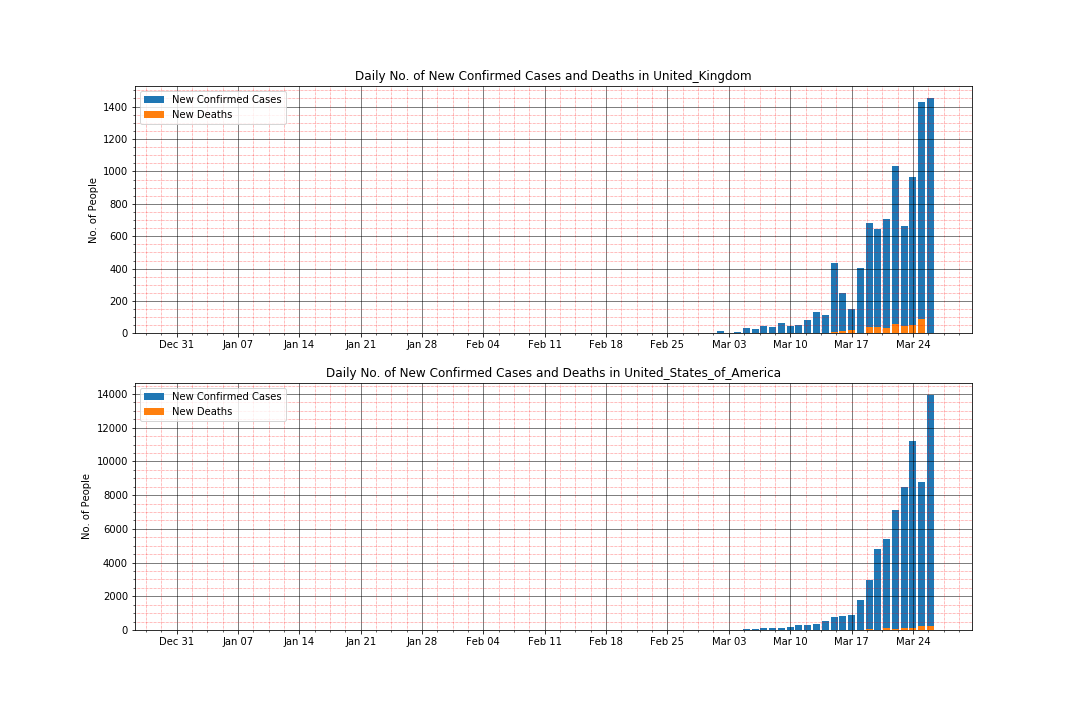 Daily No. of New Confirmed Cases and Deaths in United_Kingdom
New Confirmed Cases
New Deaths
No. of People
1400
1200
1000
800
600
400
200
0
Dec 31 Jan 07 Jan 14 Jan 21 Jan 28 Feb 04 Feb 11 Feb 18 Feb 25 Mar 03 Mar 10 Mar 17 Mar 24
Daily No. of New Confirmed Cases and Deaths in United_States_of_America
New Confirmed Cases
New Deaths
No. of People
14000
12000
10000
8000
6000
4000
2000
0
Dec 31 Jan 07 Jan 14 Jan 21 Jan 28 Feb 04 Feb 11 Feb 18 Feb 25 Mar 03 Mar 10 Mar 17 Mar 24